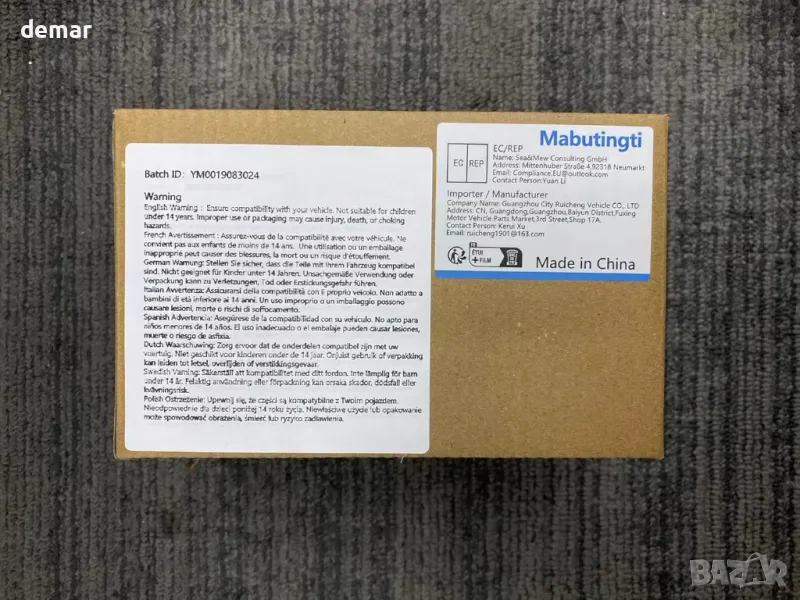 demar
Batch ID: YM0019083024
Warning
English Warning : Ensure compatibility with your vehicle. Not suitable for children
under 14 years. Improper use or packaging may cause injury, death, or choking
hazards.
French Avertissement : Assurez-vous de la compatibilité avec votre véhicule. Ne
convient pas aux enfants de moins de 14 ans. Une utilisation ou un emballage
inapproprié peut causer des blessures, la mort ou un risque d'étouffement.
German Warnung: Stellen Sie sicher, dass die Teile mit Ihrem Fahrzeug kompatibel
sind. Nicht geeignet für Kinder unter 14 Jahren. Unsachgemäße Verwendung oder
Verpackung kann zu Verletzungen, Tod oder Erstickungsgefahr führen.
Italian Avvertenza: Assicurarsi della compatibilità con il proprio veicolo. Non adatto a
bambini di età inferiore ai 14 anni. Un uso improprio o un imballaggio possono
causare lesioni, morte o rischi di soffocamento.
Spanish Advertencia: Asegúrese de la compatibilidad con su vehículo. No apto para
niños menores de 14 años. El uso inadecuado o el embalaje pueden causar lesiones,
muerte o riesgo de asfixia.
Dutch Waarschuwing: Zorg ervoor dat de onderdelen compatibel zijn met uw
voertuig. Niet geschikt voor kinderen onder de 14 jaar. Onjuist gebruik of verpakking
kan leiden tot letsel, overlijden of verstikkingsgevaar.
Swedish Varning: Säkerställ att kompatibilitet med ditt fordon. Inte lämplig för barn
under 14 år. Felaktig användning eller förpackning kan orsaka skador, dödsfall eller
kvävningsrisk.
Polish Ostrzeżenie: Upewnij się, że części są kompatybilne z Twoim pojazdem.
Nieodpowiednie dla dzieci poniżej 14 roku życia. Niewłaściwe użycie lub opakowanie
może spowodować obrażenia, śmierć lub ryzyko zadławienia.
Mabutingti
EC REP
EC/REP
Name: Sea&Mew Consulting GmbH
Address: Mittenhuber Straße 4,92318 Neumarkt
Email: Compliance.EU@outlook.com
Contact Person:Yuan Li
Importer / Manufacturer
Company Name: Guangzhou City Ruicheng Vehicle CO., LTD
Address: CN, Guangdong,Guangzhou,Baiyun District,Fuxing
Motor Vehicle Parts Market,3rd Street,Shop 17A.
Contact Person: Kerui Xu
Email: ruicheng1901@163.com
FR
ÉTUI
+ FILM
Made in China
BAZAR